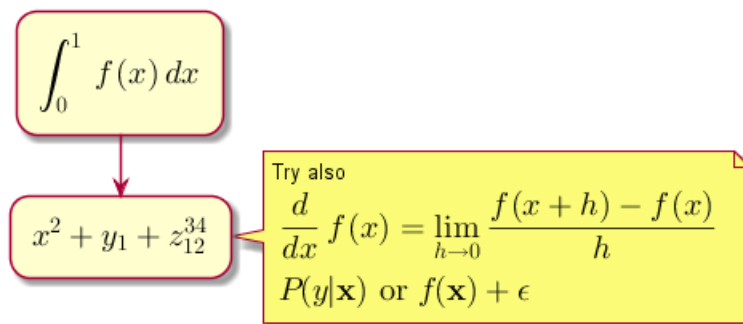 ∫₀¹ f(x) dx
x² + y₁ + z₁₂³⁴
Try also
d/dx f(x) = lim_{h→0} (f(x + h) − f(x))/h
P(y|𝐱) or f(𝐱) + ϵ